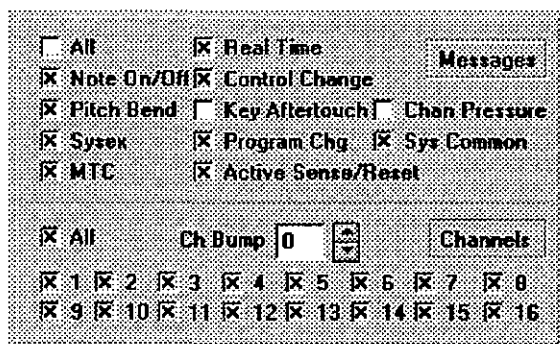 All Real Time Messages
Note On/Off Control Change
Pitch Bend Key Aftertouch Chan Pressure
Sysex Program Chg Sys Common
MTC Active Sense/Reset
All Ch Bump 0 Channels
1 2 3 4 5 6 7 8
9 10 11 12 13 14 15 16